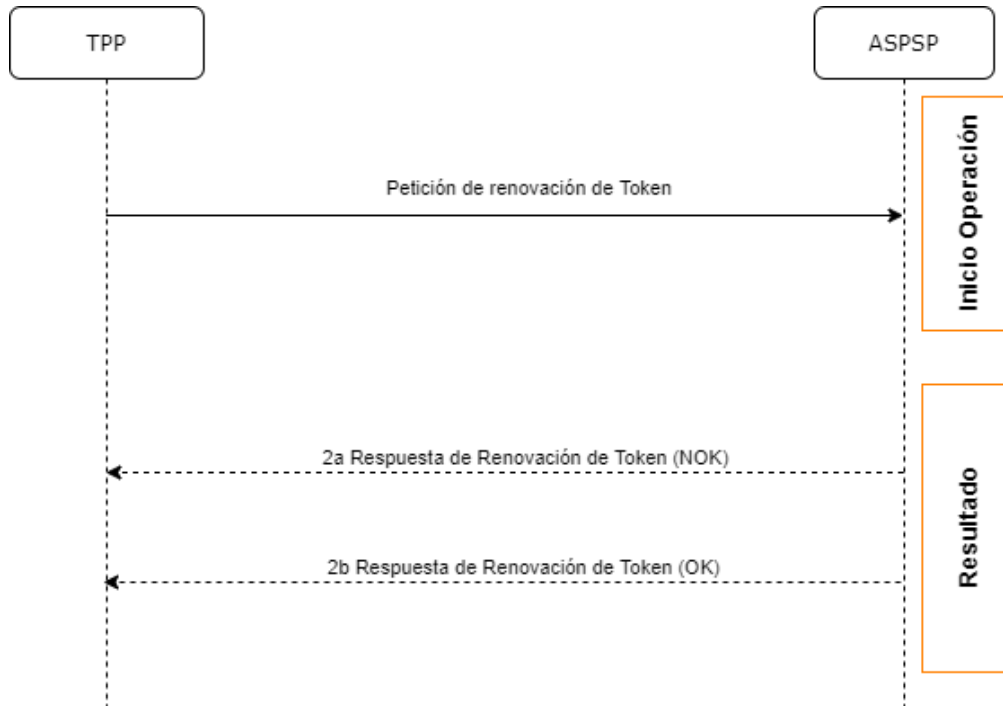 TPP
ASPSP
Inicio Operación
Petición de renovación de Token
2a Respuesta de Renovación de Token (NOK)
Resultado
2b Respuesta de Renovación de Token (OK)